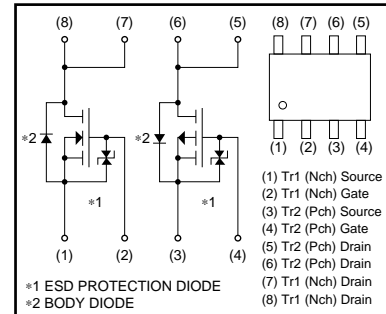 (8) (7) (6) (5)
(8) (7) (6) (5)
∗2 ∗2
∗1 ∗1
(1) (2) (3) (4)
(1) (2) (3) (4)
(1) Tr1 (Nch) Source
(2) Tr1 (Nch) Gate
(3) Tr2 (Pch) Source
(4) Tr2 (Pch) Gate
(5) Tr2 (Pch) Drain
(6) Tr2 (Pch) Drain
(7) Tr1 (Nch) Drain
(8) Tr1 (Nch) Drain
∗1 ESD PROTECTION DIODE
∗2 BODY DIODE